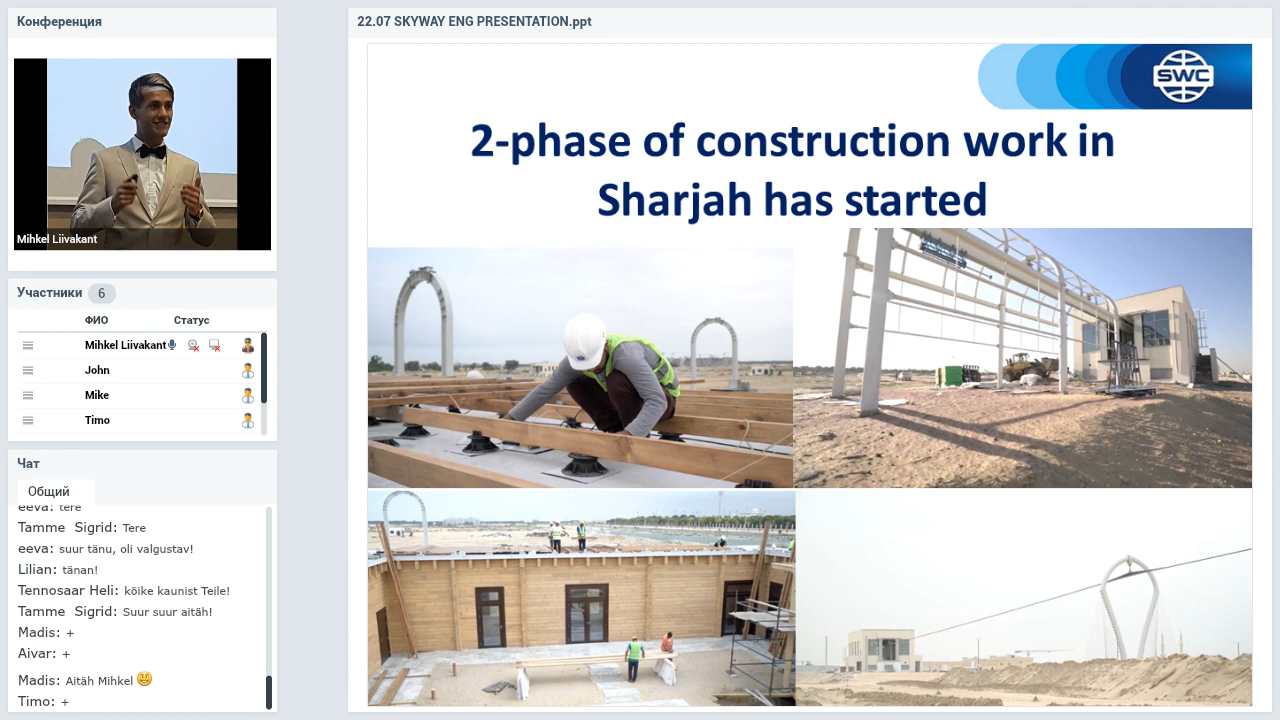 Конференция
Mihkel Liivakant
Участники 6
ФИО Статус
Mihkel Liivakant
John
Mike
Timo
Чат
Общий
eeva: tere
Tamme Sigrid: Tere
eeva: suur tänu, oli valgustav!
Lilian: tänan!
Tennosaar Heli: kõike kaunist Teile!
Tamme Sigrid: Suur suur aitäh!
Madis: +
Aivar: +
Madis: Aitäh Mihkel
Timo: +
22.07 SKYWAY ENG PRESENTATION.ppt
SWC
2-phase of construction work in
Sharjah has started